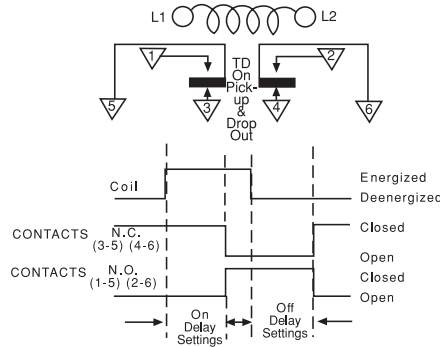 L1 L2
1 TD 2
On
Pick-
up
&
Drop
Out
5 3 4 6
Coil Energized
Deenergized
CONTACTS N.C. Closed
(3-5) (4-6)
Open
CONTACTS N.O. Closed
(1-5) (2-6)
Open
On
Delay
Settings
Off
Delay
Settings